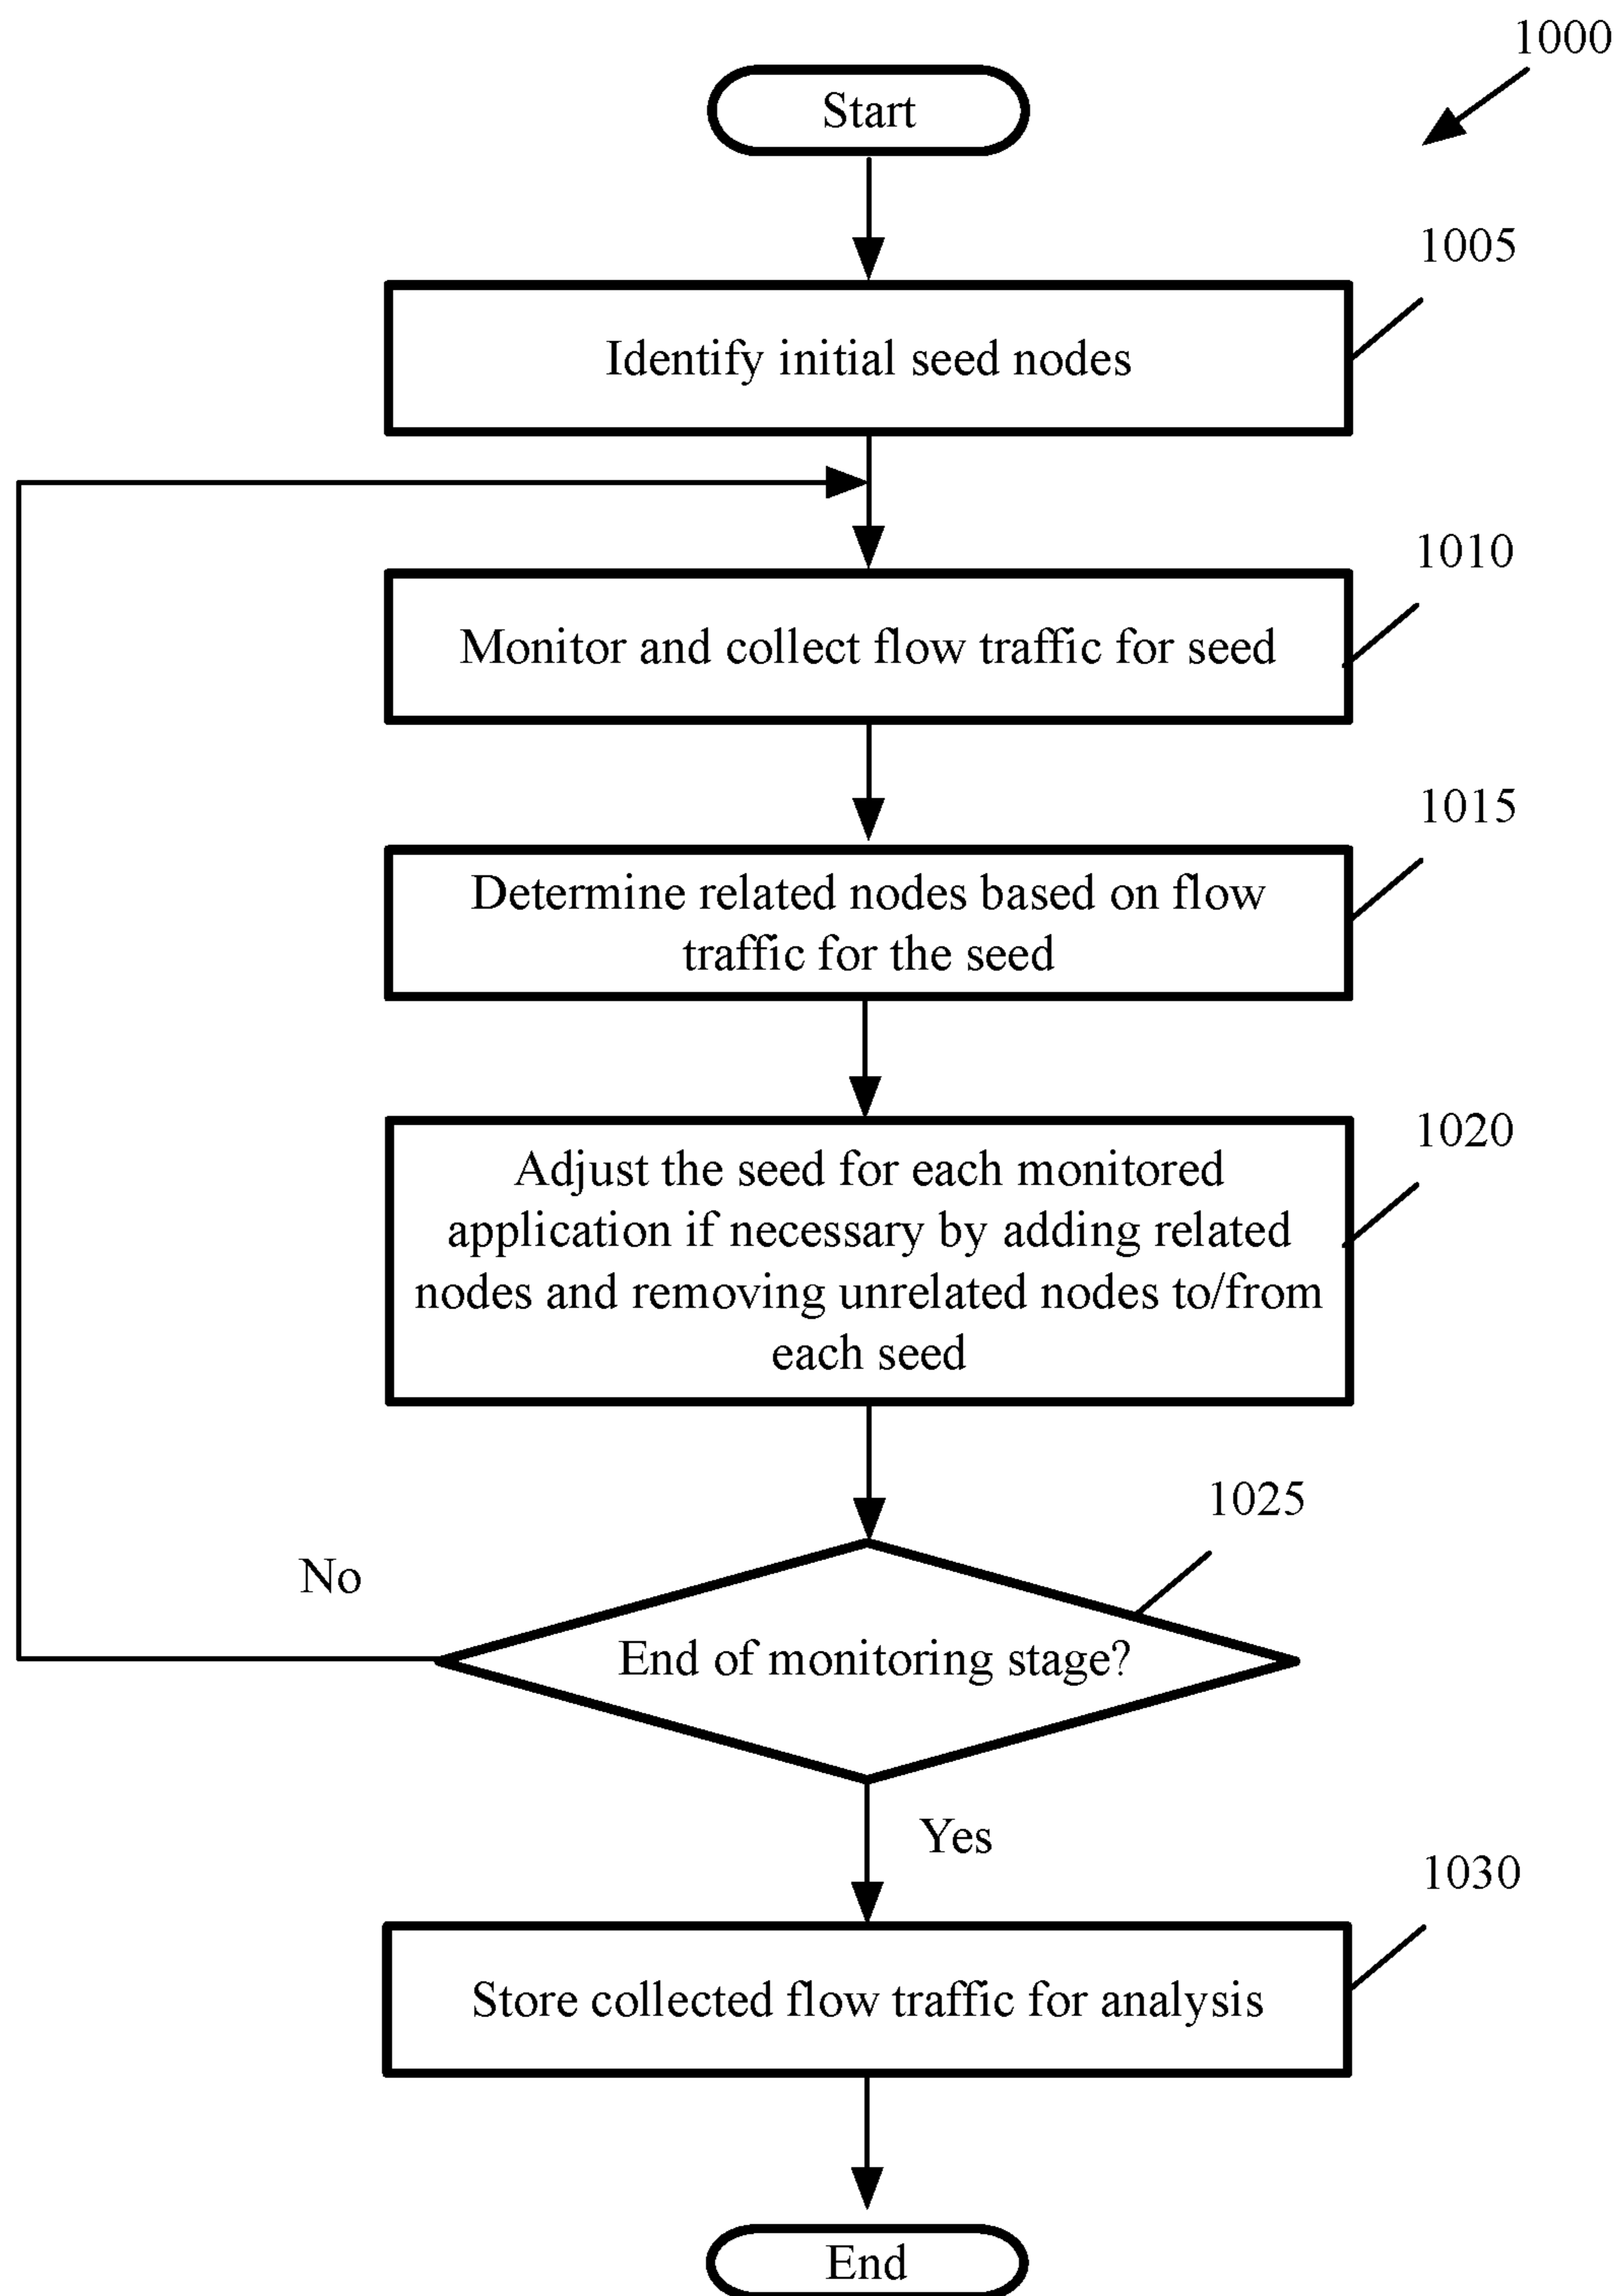 1000
Start
1005
Identify initial seed nodes
1010
Monitor and collect flow traffic for seed
1015
Determine related nodes based on flow
traffic for the seed
1020
Adjust the seed for each monitored
application if necessary by adding related
nodes and removing unrelated nodes to/from
each seed
1025
No
End of monitoring stage?
Yes
1030
Store collected flow traffic for analysis
End